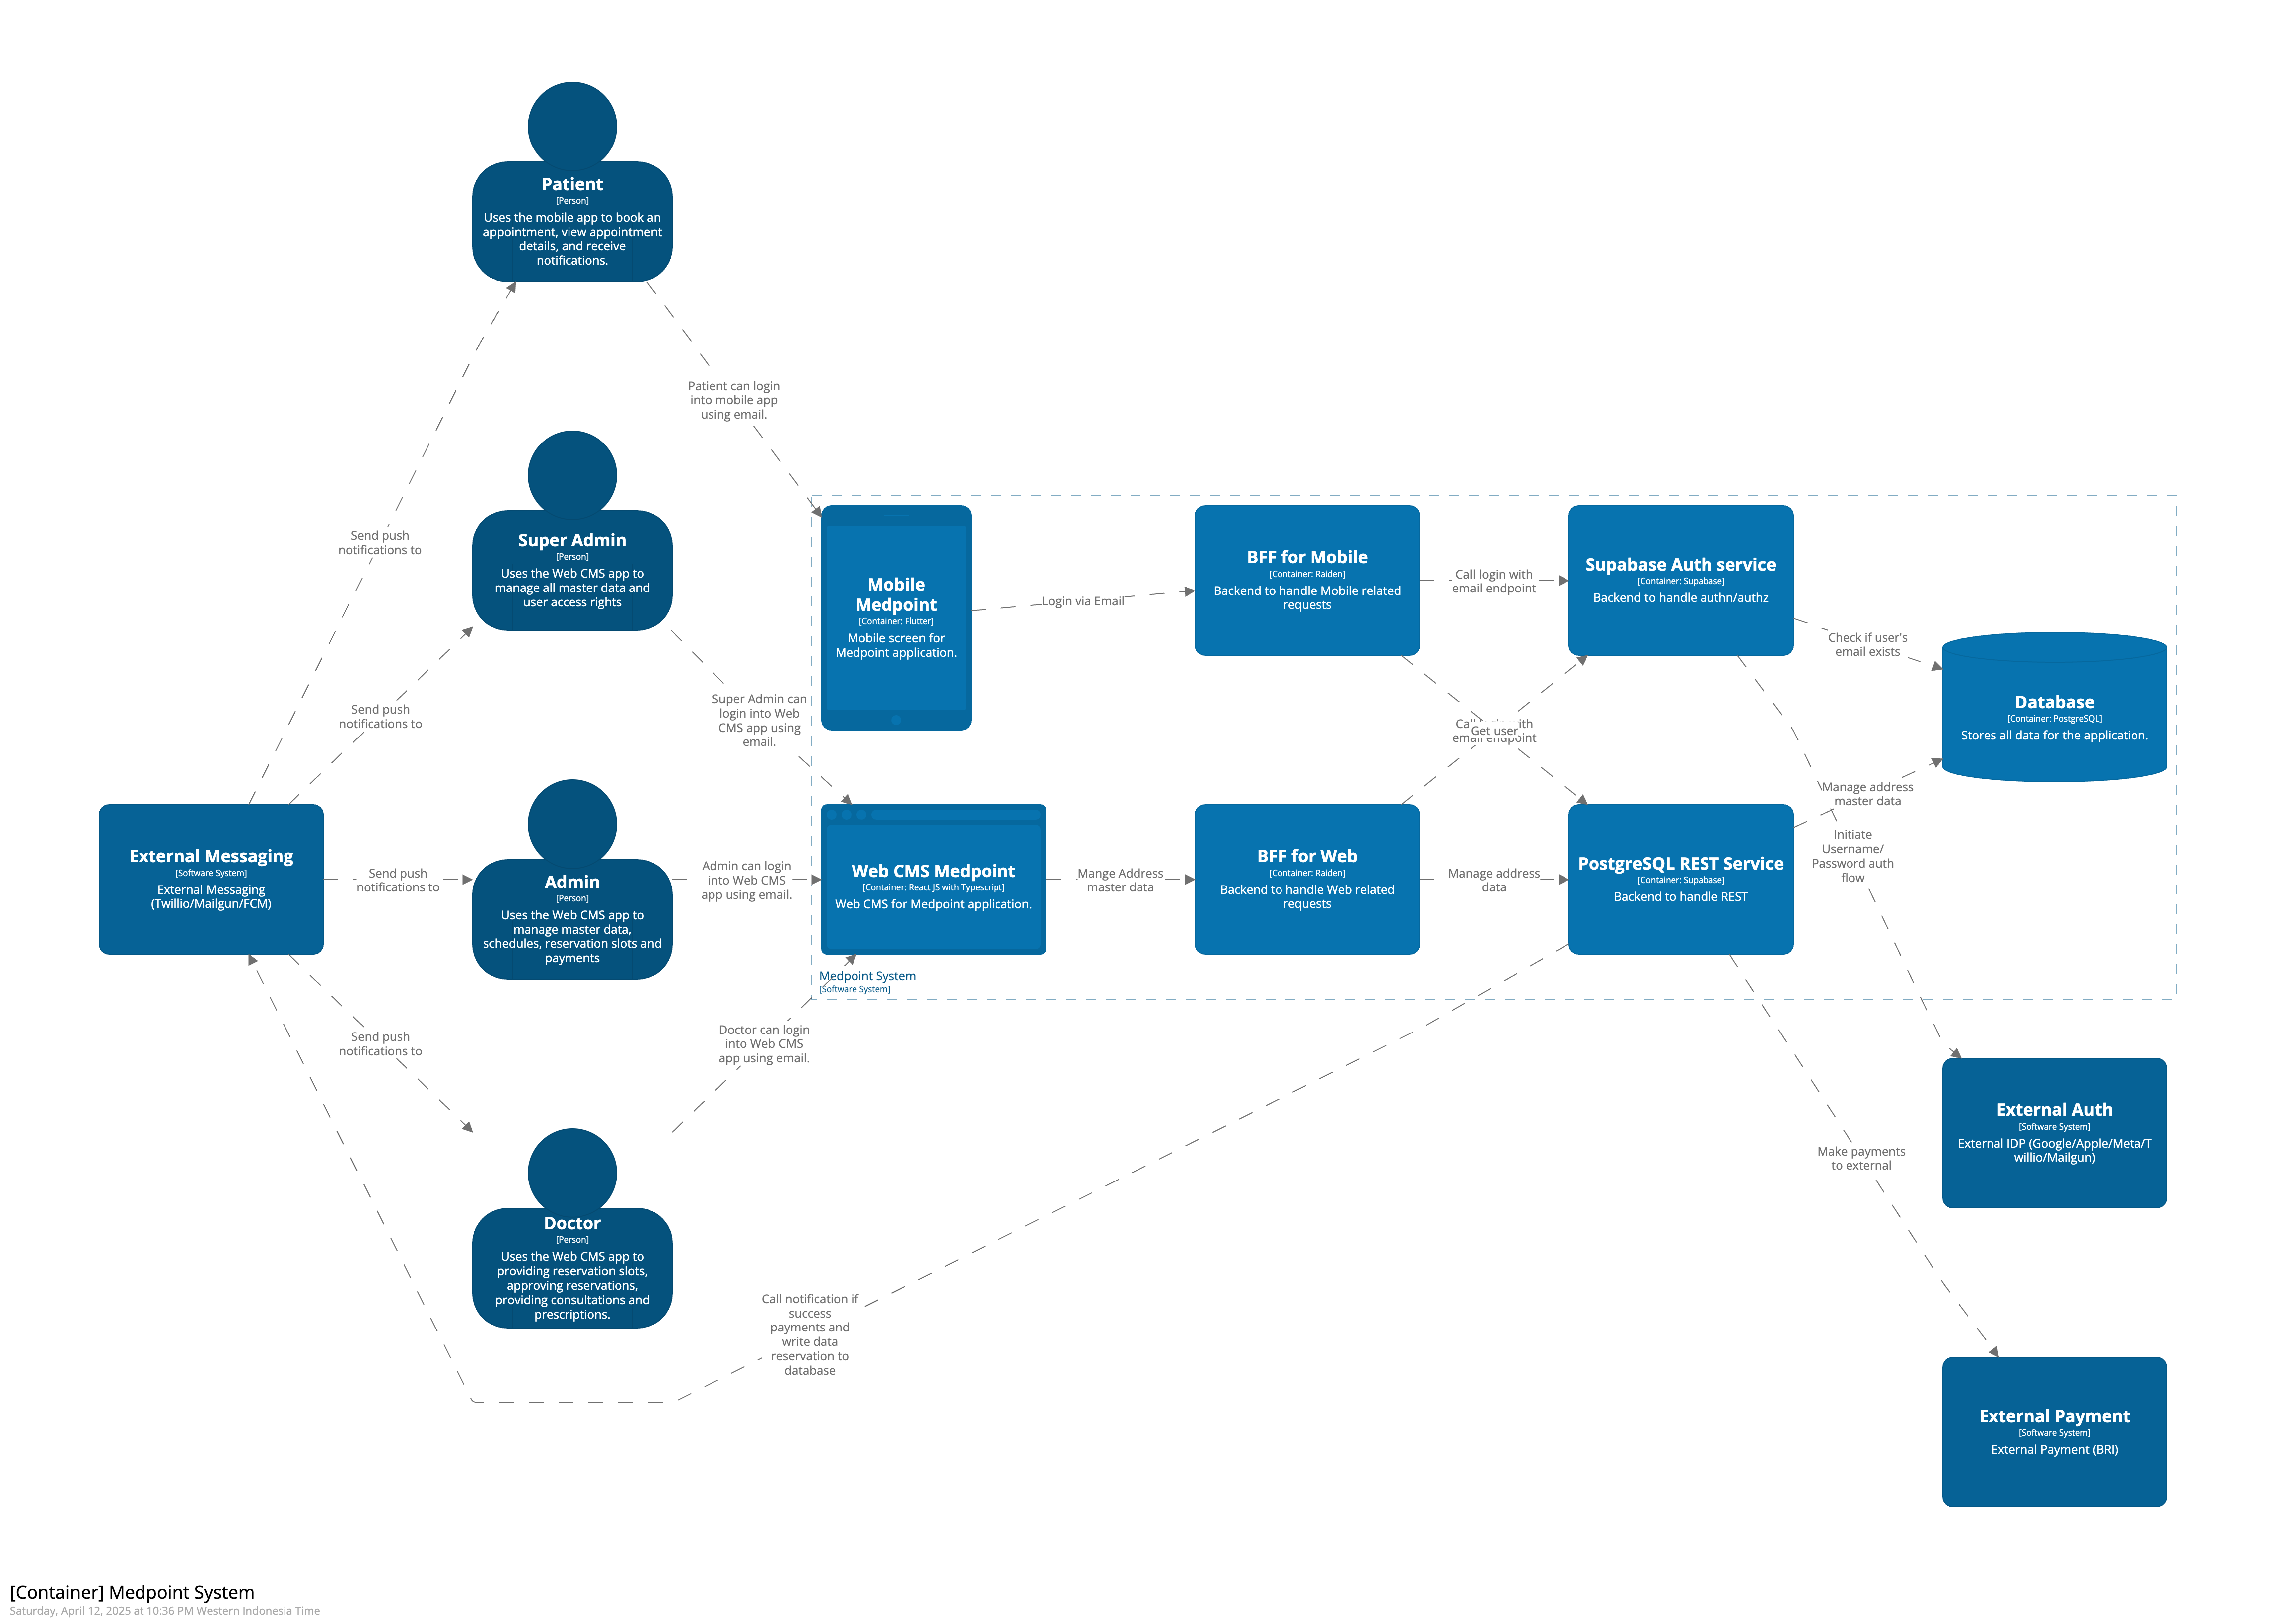 Patient
[Person]
Uses the mobile app to book an
appointment, view appointment
details, and receive
notifications.
Patient can login
into mobile app
using email.
Send push
notifications to
Super Admin
[Person]
Uses the Web CMS app to
manage all master data and
user access rights
Mobile
Medpoint
[Container: Flutter]
Mobile screen for
Medpoint application.
Login via Email
BFF for Mobile
[Container: Raiden]
Backend to handle Mobile related
requests
Call login with
email endpoint
Supabase Auth service
[Container: Supabase]
Backend to handle authn/authz
Check if user's
email exists
Database
[Container: PostgreSQL]
Stores all data for the application.
Send push
notifications to
Super Admin can
login into Web
CMS app using
email.
Call login with
email endpoint
Get user
Manage address
master data
Initiate
Username/
Password auth
flow
External Messaging
[Software System]
External Messaging
(Twillio/Mailgun/FCM)
Send push
notifications to
Admin
[Person]
Uses the Web CMS app to
manage master data,
schedules, reservation slots and
payments
Admin can login
into Web CMS
app using email.
Web CMS Medpoint
[Container: React JS with Typescript]
Web CMS for Medpoint application.
Mange Address
master data
BFF for Web
[Container: Raiden]
Backend to handle Web related
requests
Manage address
data
PostgreSQL REST Service
[Container: Supabase]
Backend to handle REST
Medpoint System
[Software System]
Send push
notifications to
Doctor can login
into Web CMS
app using email.
Doctor
[Person]
Uses the Web CMS app to
providing reservation slots,
approving reservations,
providing consultations and
prescriptions.
External Auth
[Software System]
External IDP (Google/Apple/Meta/T
willio/Mailgun)
Make payments
to external
Call notification if
success
payments and
write data
reservation to
database
External Payment
[Software System]
External Payment (BRI)
[Container] Medpoint System
Saturday, April 12, 2025 at 10:36 PM Western Indonesia Time